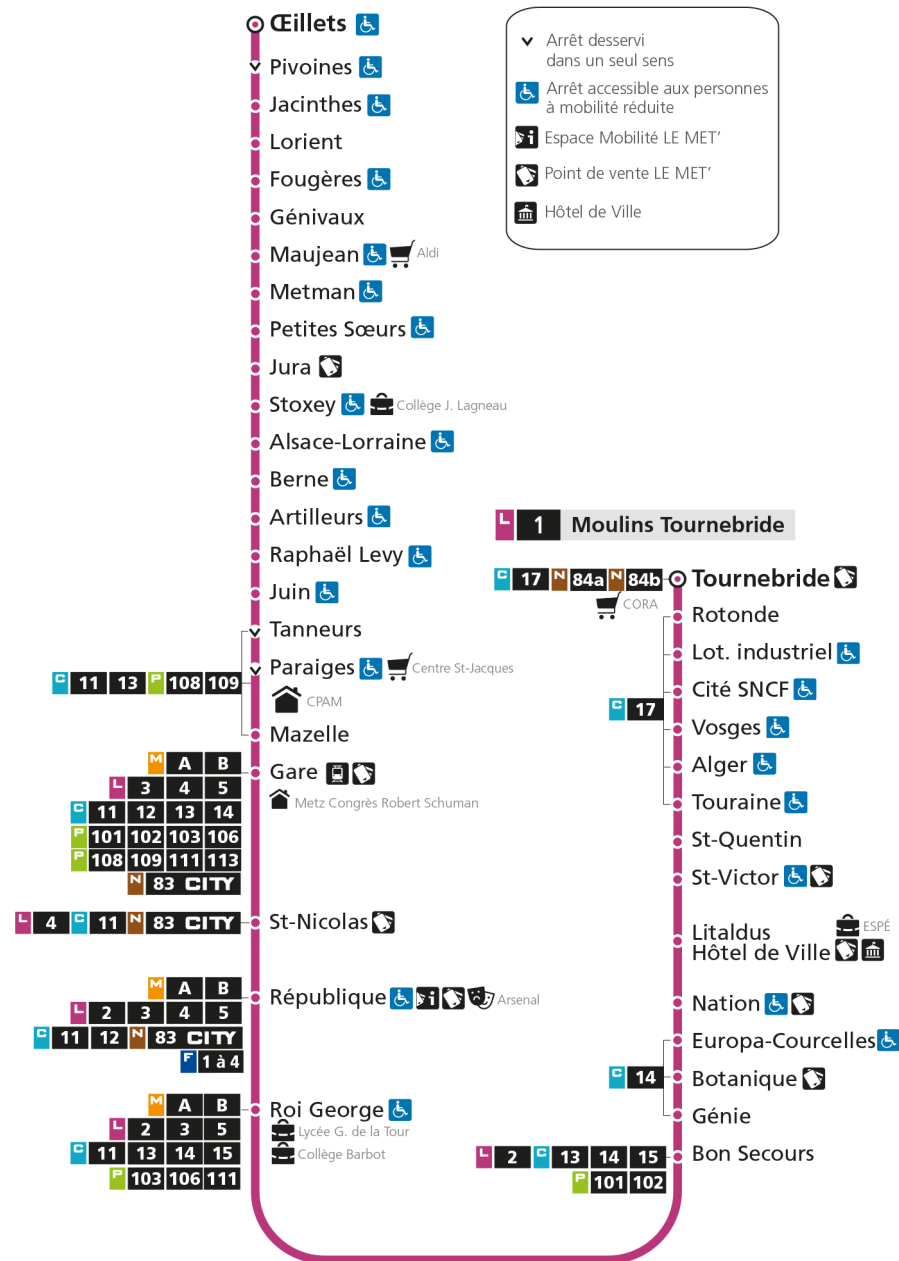 Œillets
Pivoines
Jacinthes
Lorient
Fougères
Génivaux
Maujean Aldi
Metman
Petites Sœurs
Jura
Stoxey Collège J. Lagneau
Alsace-Lorraine
Berne
Artilleurs
Raphaël Levy
Juin
Tanneurs
Paraiges Centre St-Jacques
C 11 13 P 108 109
CPAM
Mazelle
M A B
Gare
L 3 4 5
Metz Congrès Robert Schuman
C 11 12 13 14
P 101 102 103 106
P 108 109 111 113
N 83 CITY
L 4 C 11 N 83 CITY St-Nicolas
M A B
République i Arsenal
L 2 3 4 5
C 11 12 N 83 CITY
F 1 à 4
M A B
Roi George
L 2 3 5
Lycée G. de la Tour
C 11 13 14 15
Collège Barbot
P 103 106 111
Arrêt desservi
dans un seul sens
Arrêt accessible aux personnes
à mobilité réduite
i Espace Mobilité LE MET’
Point de vente LE MET’
Hôtel de Ville
L 1 Moulins Tournebride
C 17 N 84a N 84b Tournebride
CORA
Rotonde
Lot. industriel
Cité SNCF
C 17
Vosges
Alger
Touraine
St-Quentin
St-Victor
Litaldus ESPÉ
Hôtel de Ville
Nation
Europa-Courcelles
C 14 Botanique
Génie
L 2 C 13 14 15 Bon Secours
P 101 102